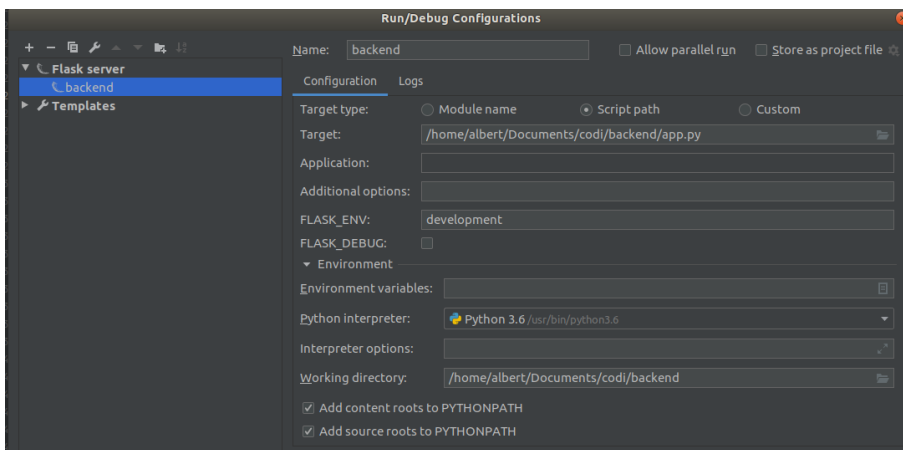 Run/Debug Configurations
Name: backend Allow parallel run Store as project file
Flask server
backend
Templates
Configuration Logs
Target type: Module name Script path Custom
Target: /home/albert/Documents/codi/backend/app.py
Application:
Additional options:
FLASK_ENV: development
FLASK_DEBUG:
Environment
Environment variables:
Python interpreter: Python 3.6 /usr/bin/python3.6
Interpreter options:
Working directory: /home/albert/Documents/codi/backend
Add content roots to PYTHONPATH
Add source roots to PYTHONPATH